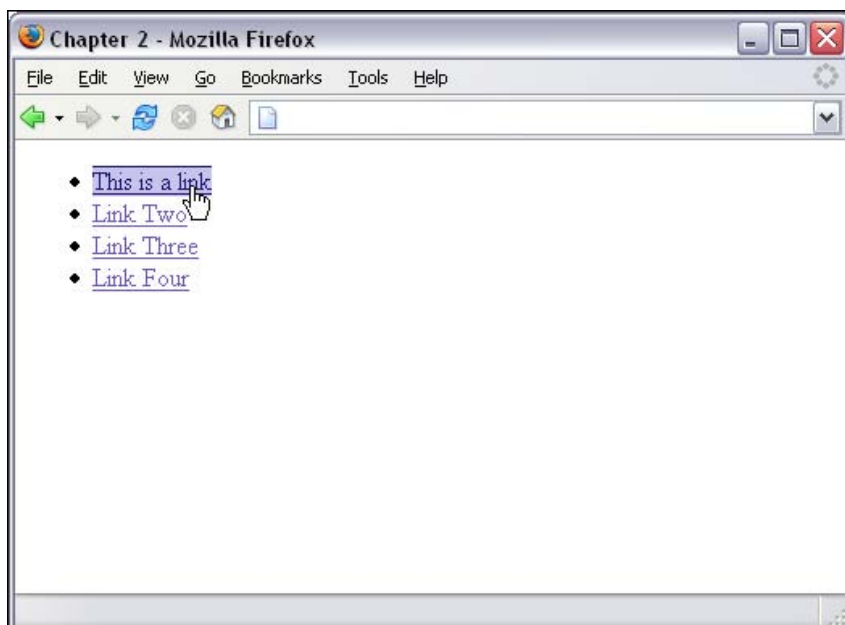 Chapter 2 - Mozilla Firefox
File Edit View Go Bookmarks Tools Help
This is a link
Link Two
Link Three
Link Four